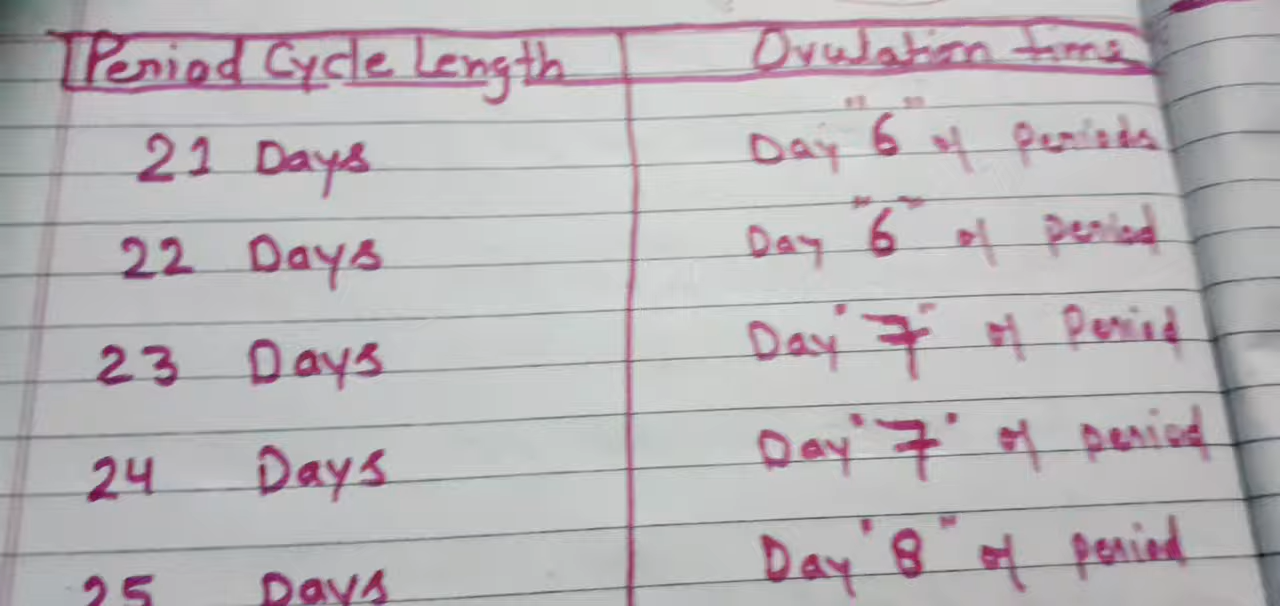 Period Cycle Length Ovulation time
21 Days Day "6" of periods
22 Days Day "6" of period
23 Days Day "7" of Period
24 Days Day "7" of period
25 Days Day "8" of period